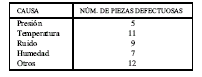 CAUSA NÚM. DE PIEZAS DEFECTUOSAS
Presión 5
Temperatura 11
Ruido 9
Humedad 7
Otros 12